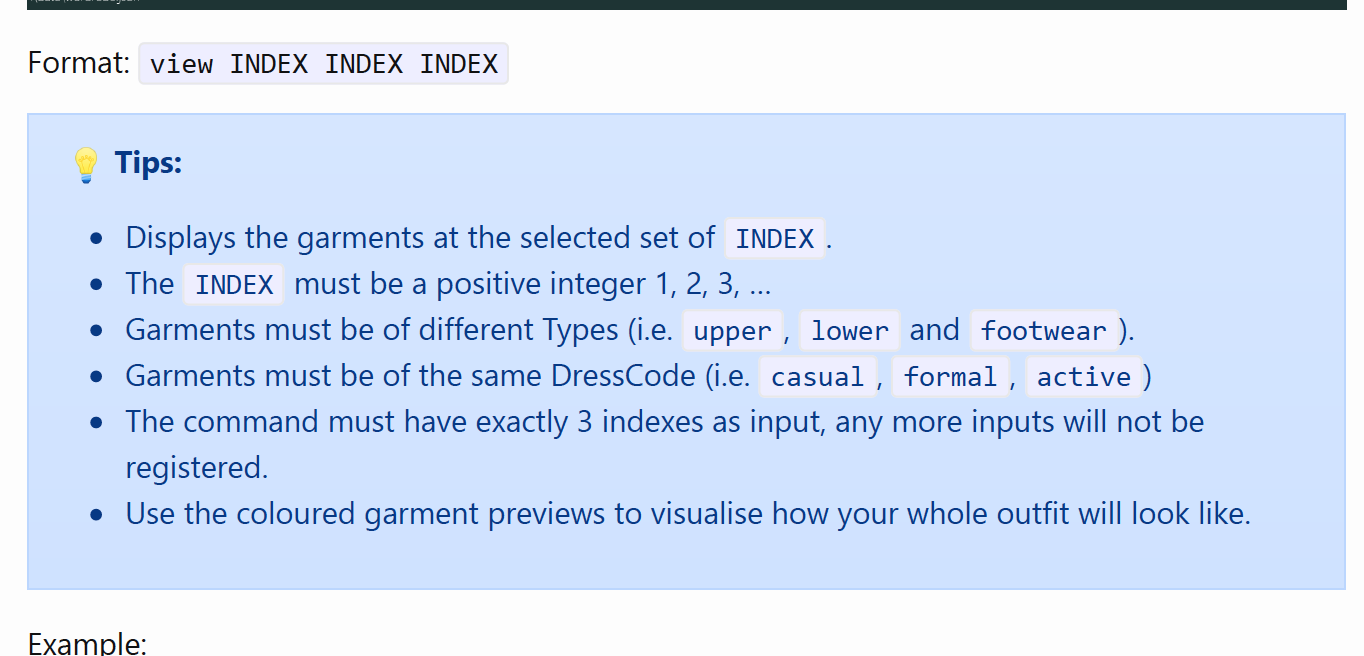 Format: view INDEX INDEX INDEX
Tips:
Displays the garments at the selected set of INDEX.
The INDEX must be a positive integer 1, 2, 3, …
Garments must be of different Types (i.e. upper, lower and footwear).
Garments must be of the same DressCode (i.e. casual, formal, active)
The command must have exactly 3 indexes as input, any more inputs will not be
registered.
Use the coloured garment previews to visualise how your whole outfit will look like.
Example: